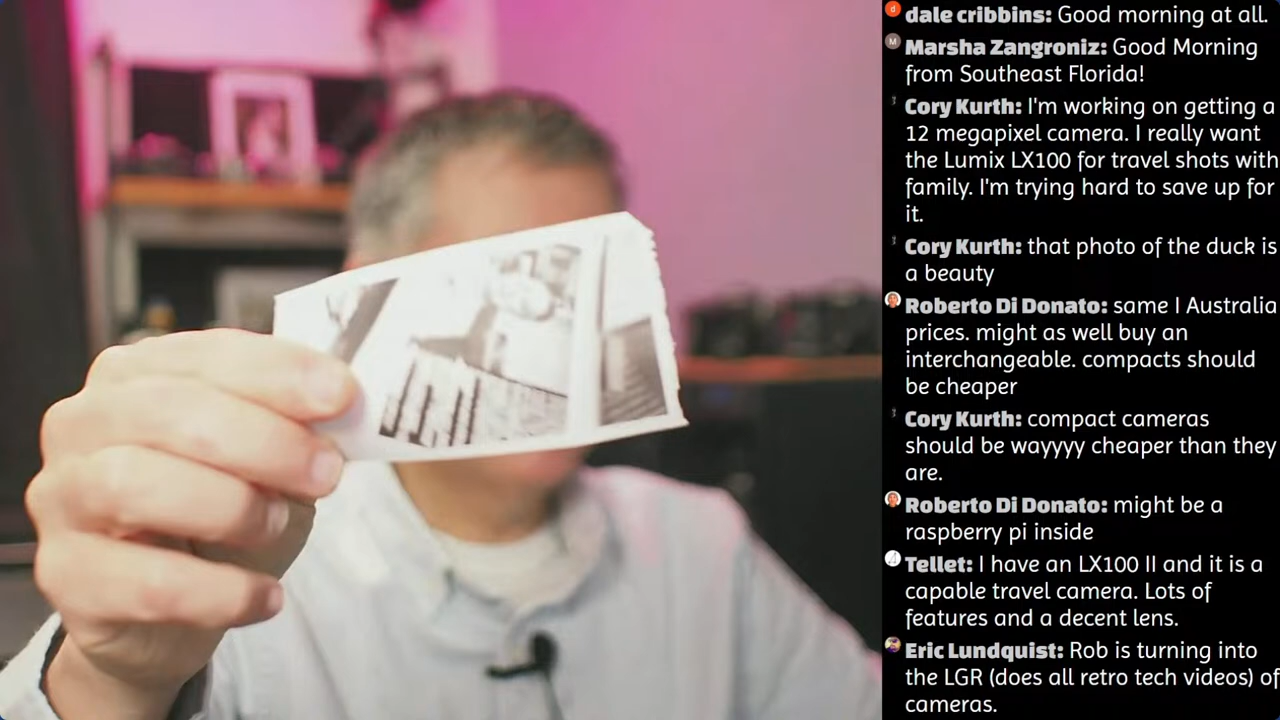 dale cribbins: Good morning at all.
Marsha Zangroniz: Good Morning
from Southeast Florida!
Cory Kurth: I'm working on getting a
12 megapixel camera. I really want
the Lumix LX100 for travel shots with
family. I'm trying hard to save up for
it.
Cory Kurth: that photo of the duck is
a beauty
Roberto Di Donato: same I Australia
prices. might as well buy an
interchangeable. compacts should
be cheaper
Cory Kurth: compact cameras
should be wayyyy cheaper than they
are.
Roberto Di Donato: might be a
raspberry pi inside
Tellet: I have an LX100 II and it is a
capable travel camera. Lots of
features and a decent lens.
Eric Lundquist: Rob is turning into
the LGR (does all retro tech videos) of
cameras.